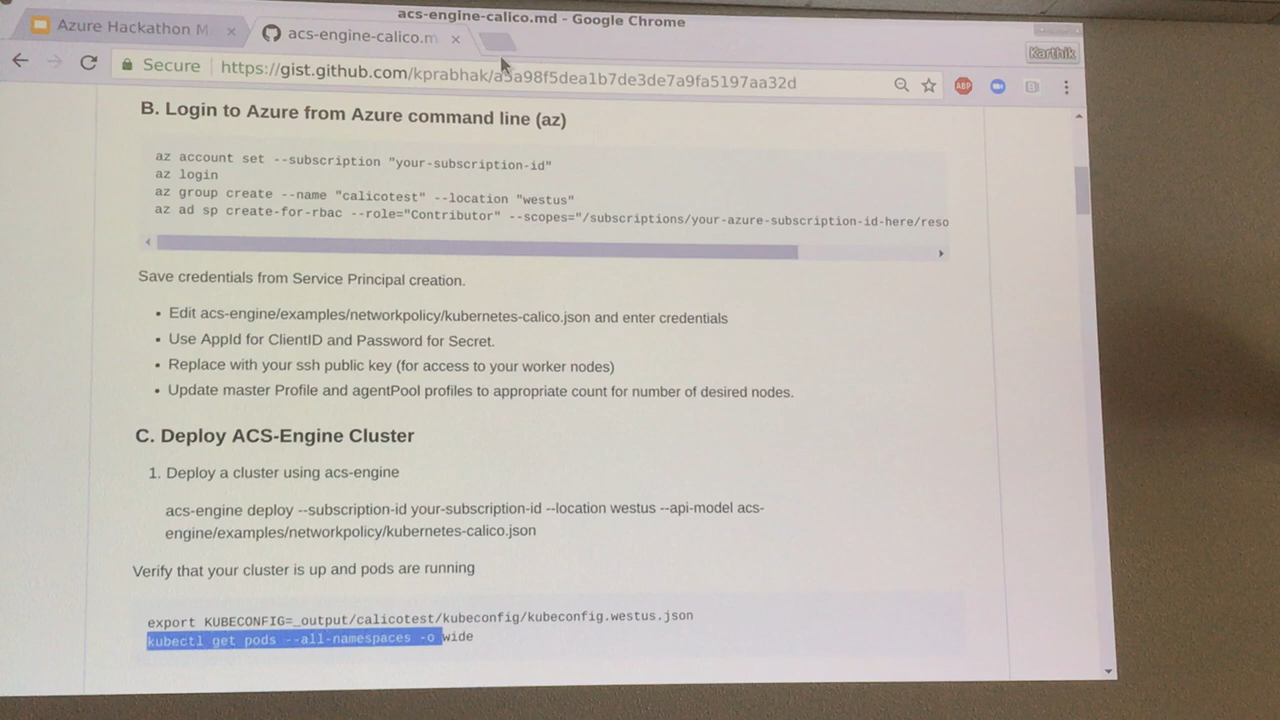 acs-engine-calico.md - Google Chrome
Azure Hackathon M
acs-engine-calico.m
Karthik
Secure
https://gist.github.com/kprabhak/a5a98f5dea1b7de3de7a9fa5197aa32d
ABP
B. Login to Azure from Azure command line (az)
az account set --subscription "your-subscription-id"
az login
az group create --name "calicotest" --location "westus"
az ad sp create-for-rbac --role="Contributor" --scopes="/subscriptions/your-azure-subscription-id-here/reso
Save credentials from Service Principal creation.
• Edit acs-engine/examples/networkpolicy/kubernetes-calico.json and enter credentials
• Use AppId for ClientID and Password for Secret.
• Replace with your ssh public key (for access to your worker nodes)
• Update master Profile and agentPool profiles to appropriate count for number of desired nodes.
C. Deploy ACS-Engine Cluster
1. Deploy a cluster using acs-engine
acs-engine deploy --subscription-id your-subscription-id --location westus --api-model acs-
engine/examples/networkpolicy/kubernetes-calico.json
Verify that your cluster is up and pods are running
export KUBECONFIG=_output/calicotest/kubeconfig/kubeconfig.westus.json
kubectl get pods --all-namespaces -o wide